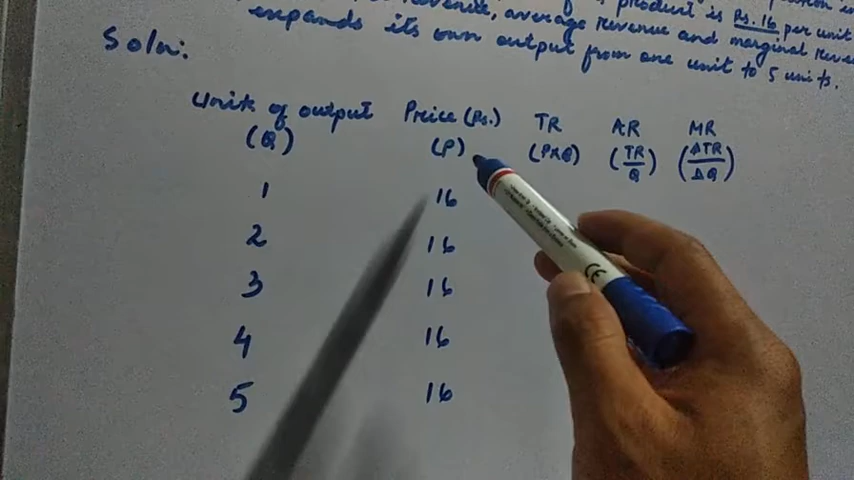 revenue, average revenue and marginal reve
product is Rs. 16 per unit
expands its own output from one unit to 5 units.
Soln:
Units of output Price (Rs.) TR AR MR
(Q) (P) (P×Q) (TR/Q) (ΔTR/ΔQ)
1 16
2 16
3 16
4 16
5 16
CE